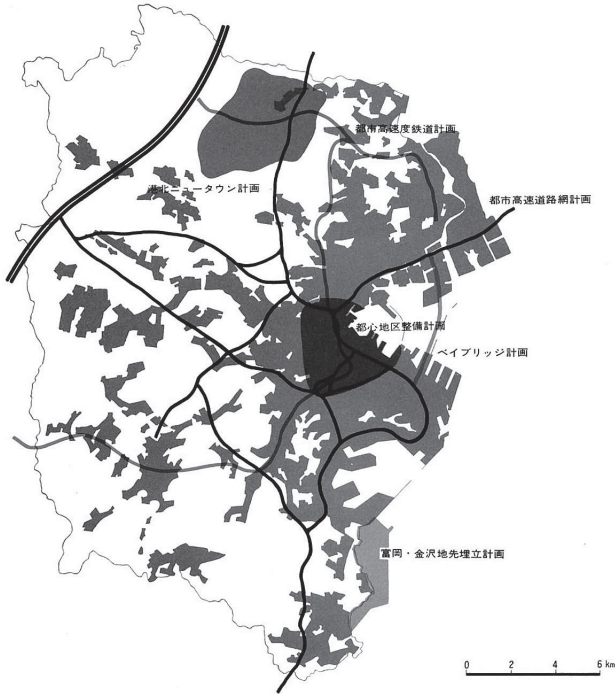 都市高速度鉄道計画
港北ニュータウン計画
都市高速道路網計画
都心地区整備計画
ベイブリッジ計画
富岡・金沢地先埋立計画
0 2 4 6 km